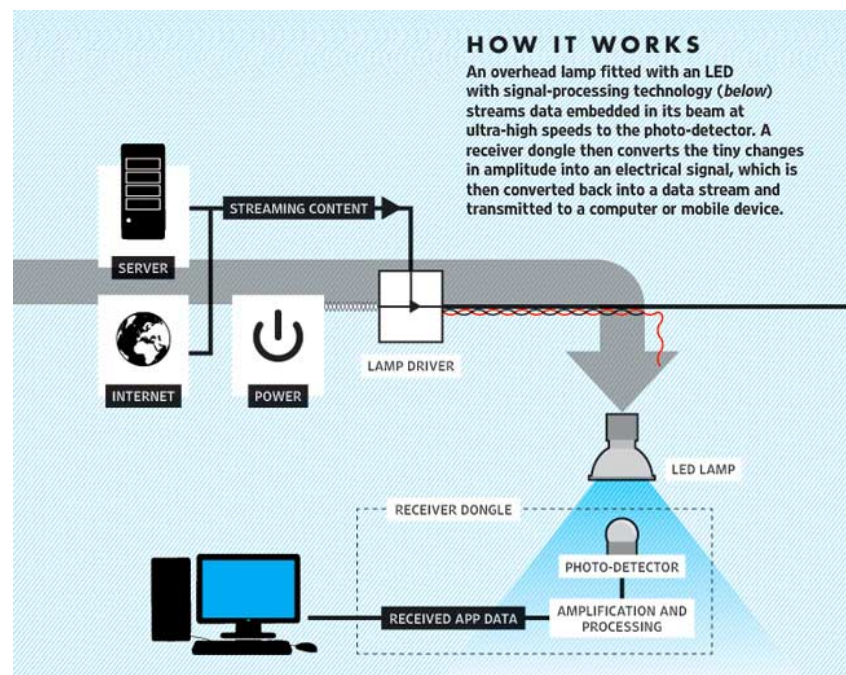 HOW IT WORKS
An overhead lamp fitted with an LED
with signal-processing technology (below)
streams data embedded in its beam at
ultra-high speeds to the photo-detector. A
receiver dongle then converts the tiny changes
in amplitude into an electrical signal, which is
then converted back into a data stream and
transmitted to a computer or mobile device.
STREAMING CONTENT
SERVER
INTERNET
POWER
LAMP DRIVER
LED LAMP
RECEIVER DONGLE
PHOTO-DETECTOR
RECEIVED APP DATA
AMPLIFICATION AND
PROCESSING